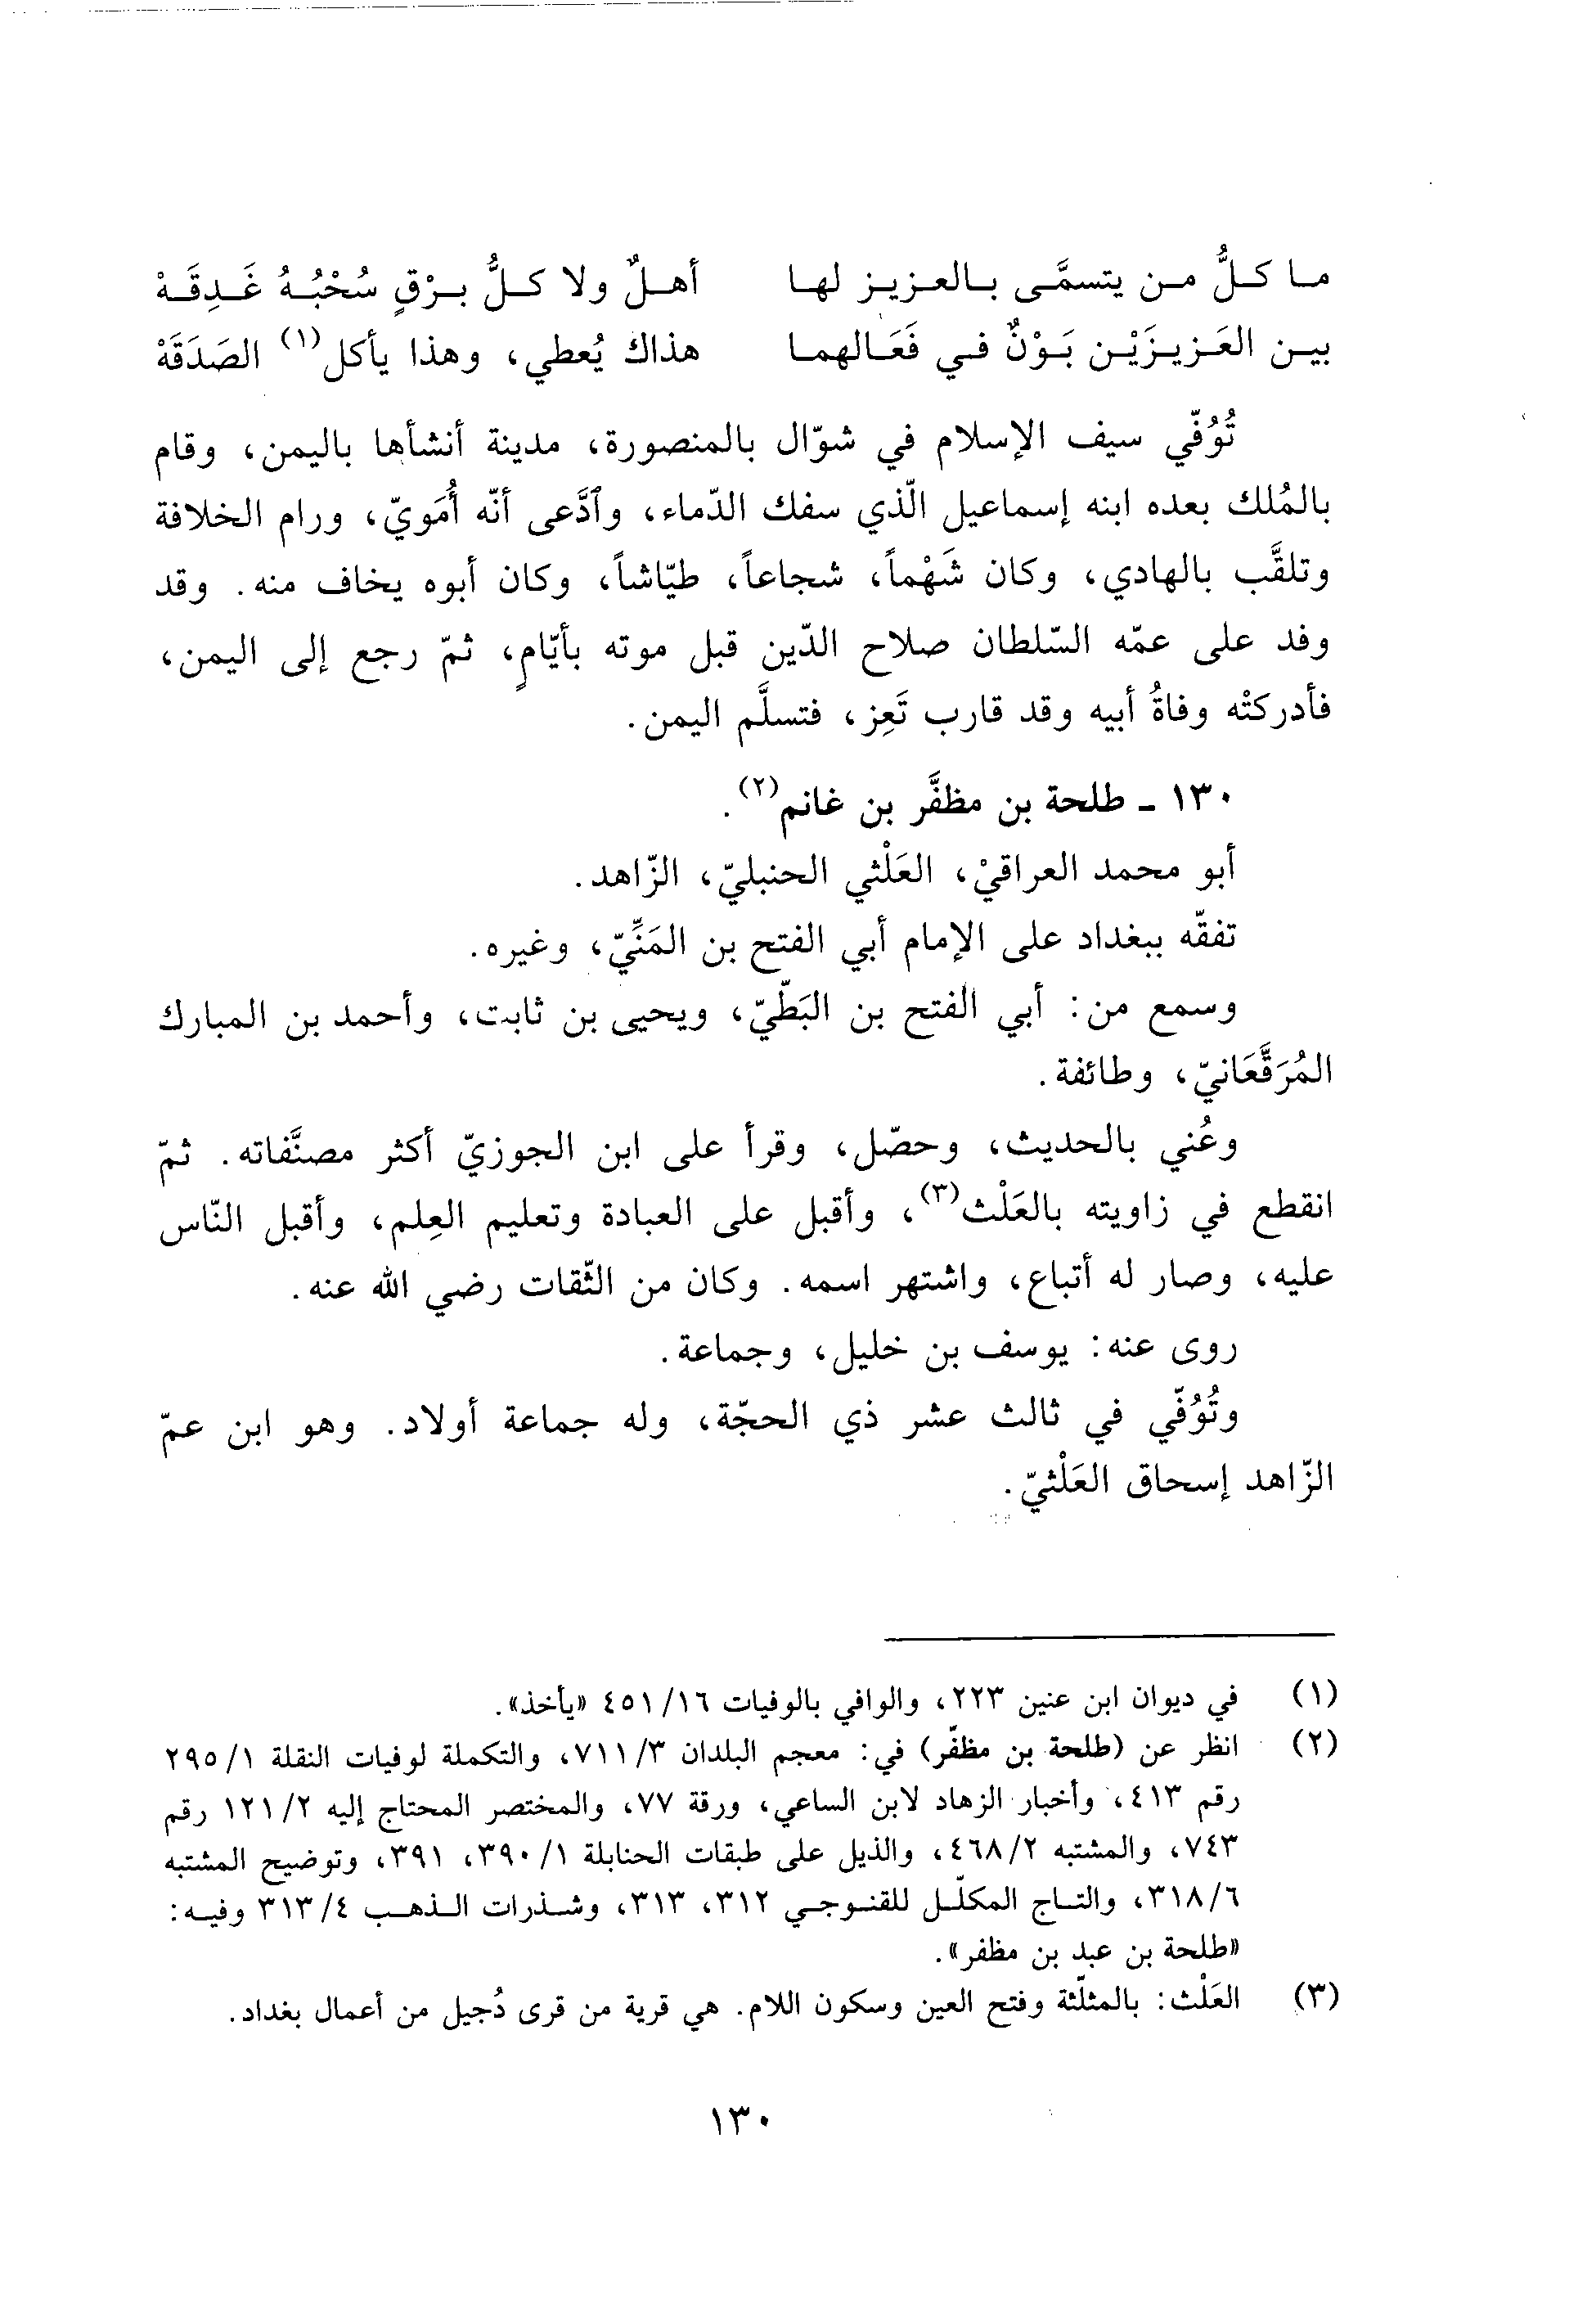 ما كلُّ من يتسمَّى بالعزيز لها أهلٌ ولا كلُّ برْقٍ سُحْبُهُ غَدِقَهْ
بين العَزيزَيْن بَوْنٌ في فَعَالهما هذاك يُعطي، وهذا يأكل(١) الصَدَقَهْ
تُوُفّي سيف الإسلام في شوّال بالمنصورة، مدينة أنشأها باليمن، وقام
بالمُلك بعده ابنه إسماعيل الّذي سفك الدّماء، وٱدَّعى أنّه أُمَويّ، ورام الخلافة
وتلقَّب بالهادي، وكان شَهْماً، شجاعاً، طيّاشاً، وكان أبوه يخاف منه. وقد
وفد على عمّه السّلطان صلاح الدّين قبل موته بأيّامٍ، ثمّ رجع إلى اليمن،
فأدركتْه وفاةُ أبيه وقد قارب تَعِز، فتسلَّم اليمن.
١٣٠ - طلحة بن مظفَّر بن غانم(٢).
أبو محمد العراقيْ، العَلْثي الحنبليّ، الزّاهد.
تفقّه ببغداد على الإمام أبي الفتح بن المَنِّيّ، وغيره.
وسمع من: أبي الفتح بن البَطّيّ، ويحيى بن ثابت، وأحمد بن المبارك
المُرَقَّعَانيّ، وطائفة.
وعُني بالحديث، وحصّل، وقرأ على ابن الجوزيّ أكثر مصنَّفاته. ثمّ
انقطع في زاويته بالعَلْث(٣)، وأقبل على العبادة وتعليم العِلم، وأقبل النّاس
عليه، وصار له أتباع، واشتهر اسمه. وكان من الثّقات رضي الله عنه.
روى عنه: يوسف بن خليل، وجماعة.
وتُوُفّي في ثالث عشر ذي الحجّة، وله جماعة أولاد. وهو ابن عمّ
الزّاهد إسحاق العَلْثيّ.
(١) في ديوان ابن عنين ٢٢٣، والوافي بالوفيات ٤٥١/١٦ «يأخذ».
(٢) انظر عن (طلحة بن مظفّر) في: معجم البلدان ٧١١/٣، والتكملة لوفيات النقلة ٢٩٥/١
رقم ٤١٣، وأخبار الزهاد لابن الساعي، ورقة ٧٧، والمختصر المحتاج إليه ١٢١/٢ رقم
٧٤٣، والمشتبه ٤٦٨/٢، والذيل على طبقات الحنابلة ٣٩٠/١، ٣٩١، وتوضيح المشتبه
٣١٨/٦، والتاج المكلّل للقنوجي ٣١٢، ٣١٣، وشذرات الذهب ٣١٣/٤ وفيه:
«طلحة بن عبد بن مظفر».
(٣) العَلْث: بالمثلّثة وفتح العين وسكون اللام. هي قرية من قرى دُجيل من أعمال بغداد.
١٣٠